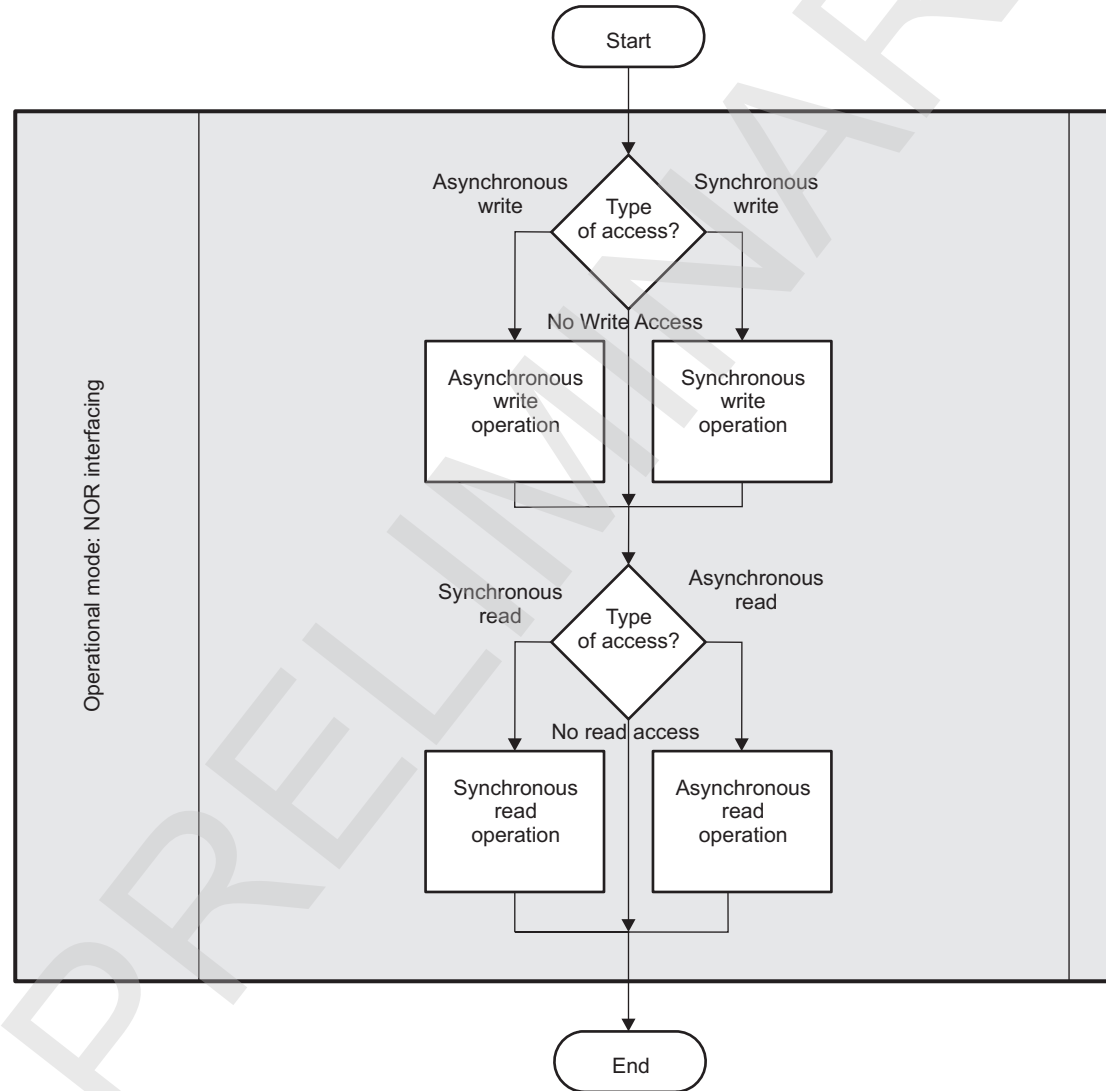 Start
Asynchronous
write
Synchronous
write
Type
of access?
No Write Access
Asynchronous
write
operation
Synchronous
write
operation
Operational mode: NOR interfacing
Synchronous
read
Asynchronous
read
Type
of access?
No read access
Synchronous
read
operation
Asynchronous
read
operation
End
PRELIMINAR